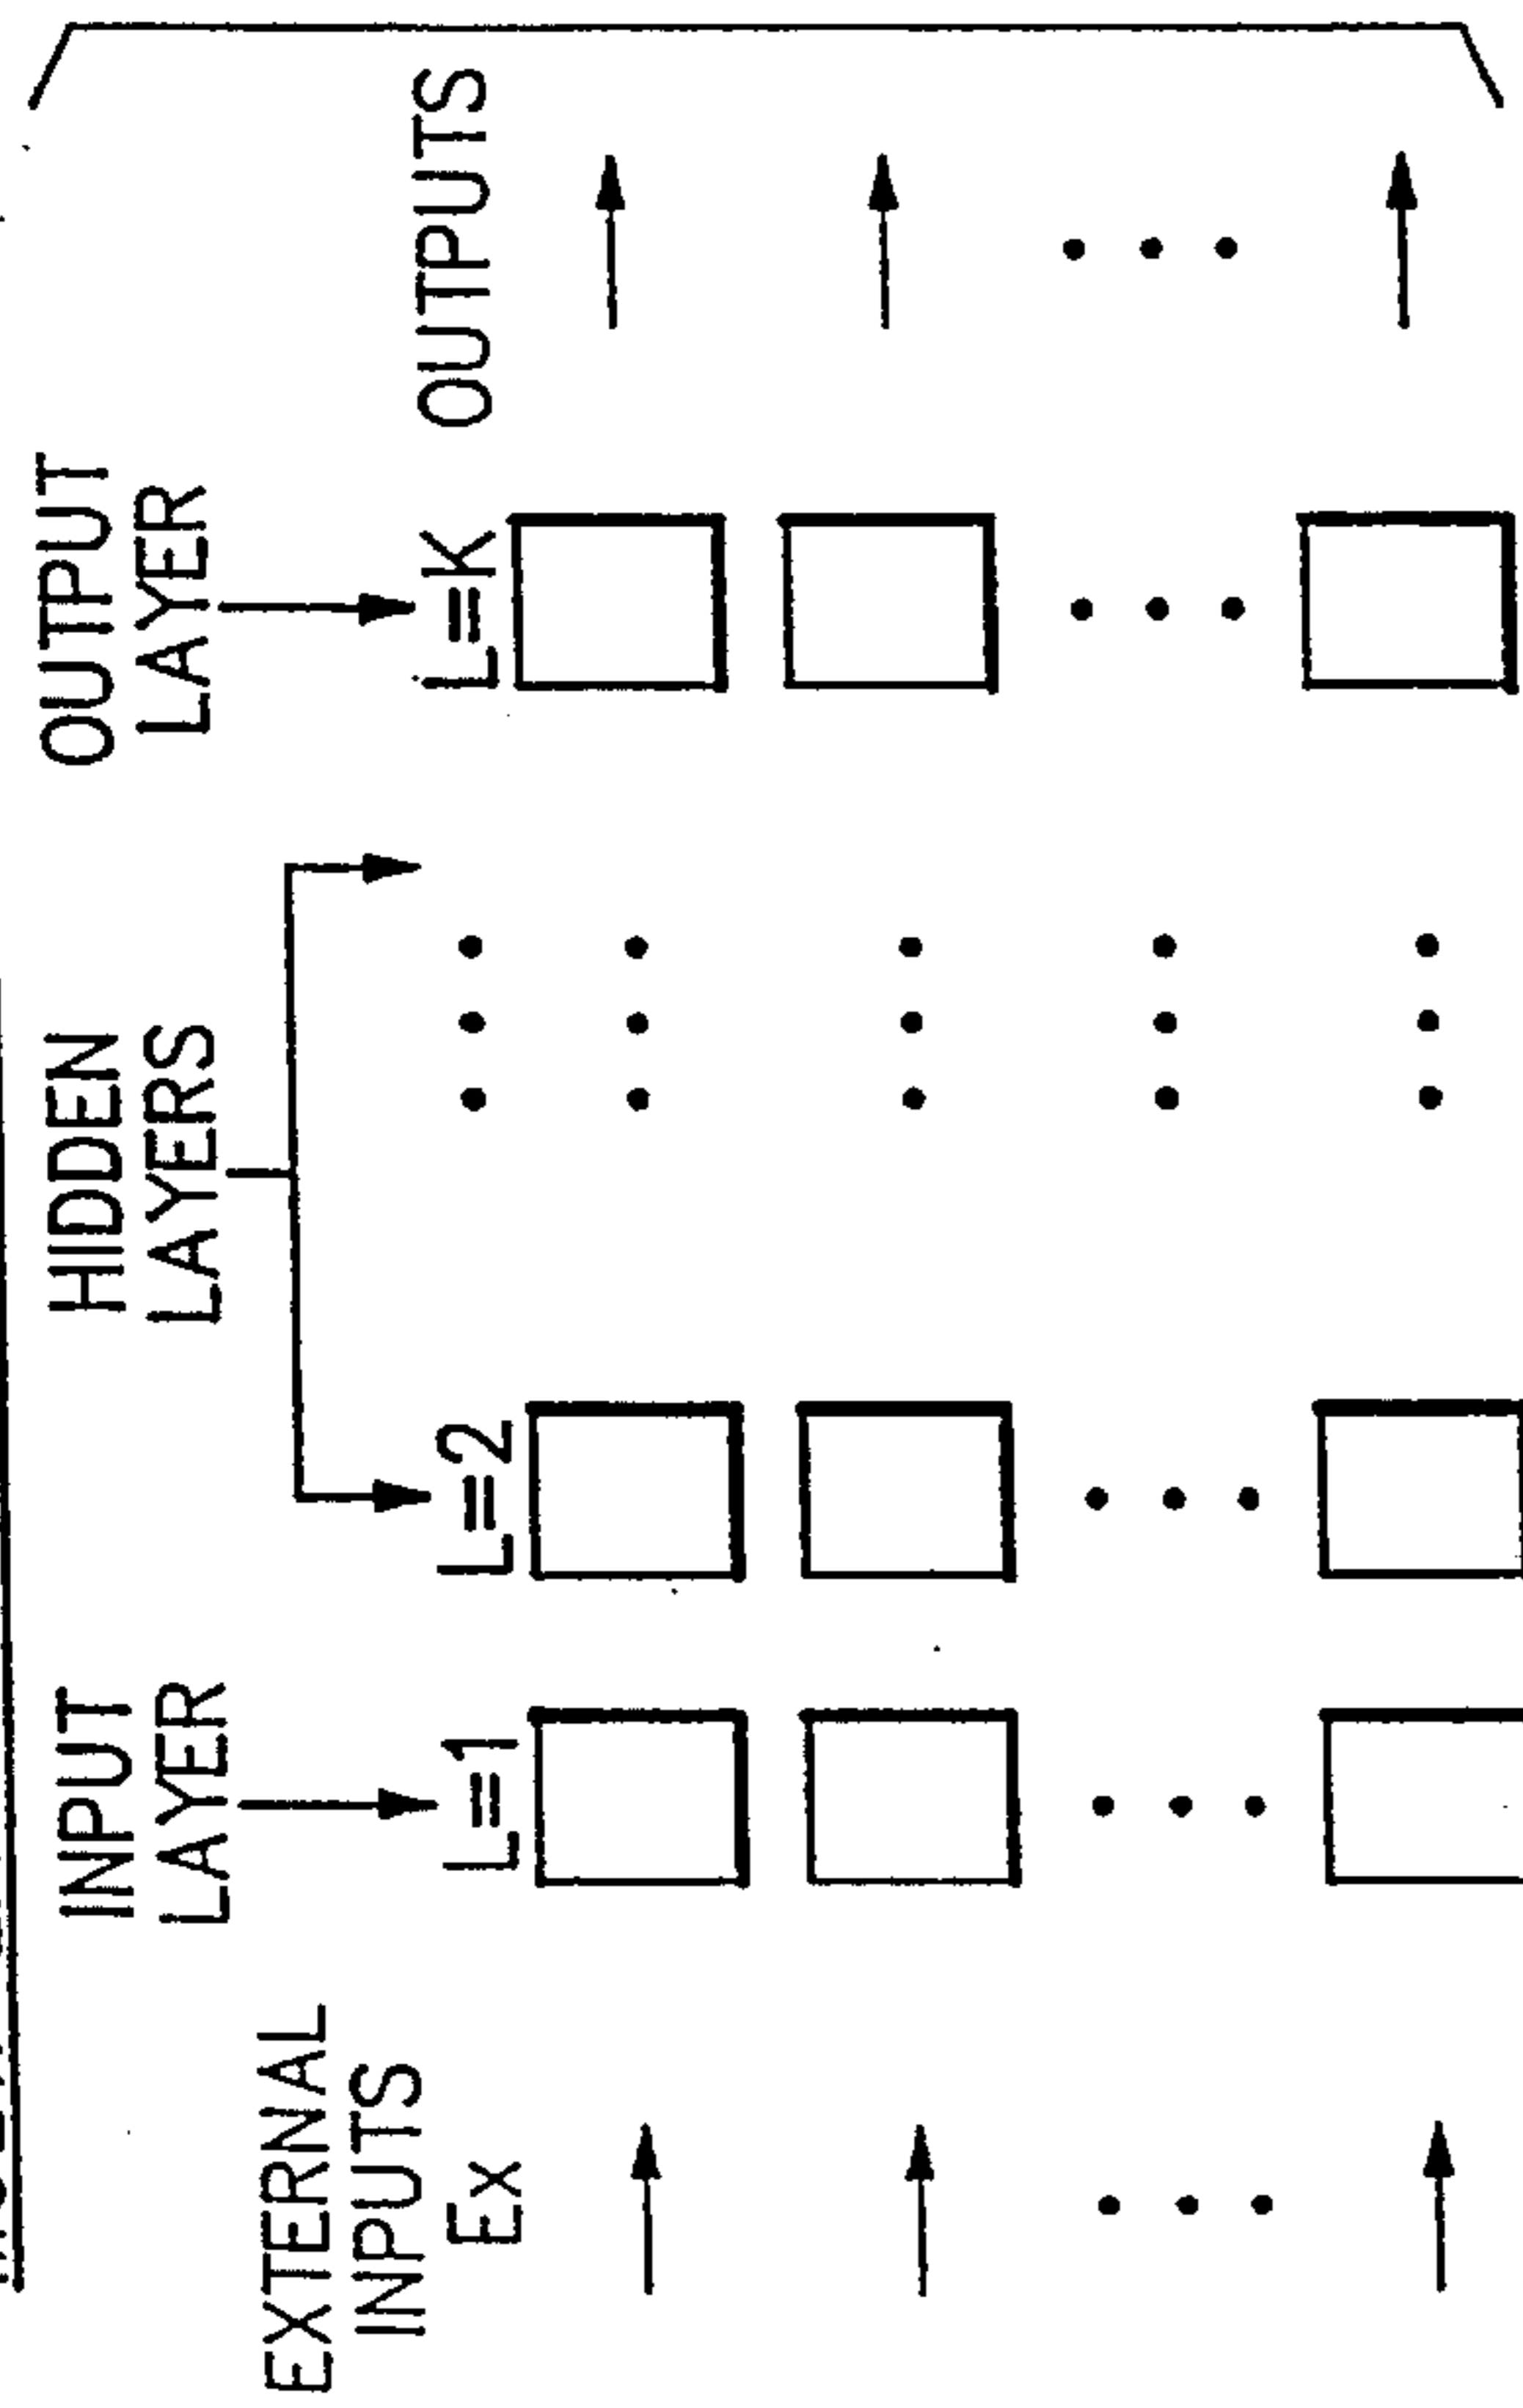 EXTERNAL
INPUTS
Ex
INPUT
LAYER
L=1
HIDDEN
LAYERS
L=2
OUTPUT
LAYER
L=K
OUTPUTS